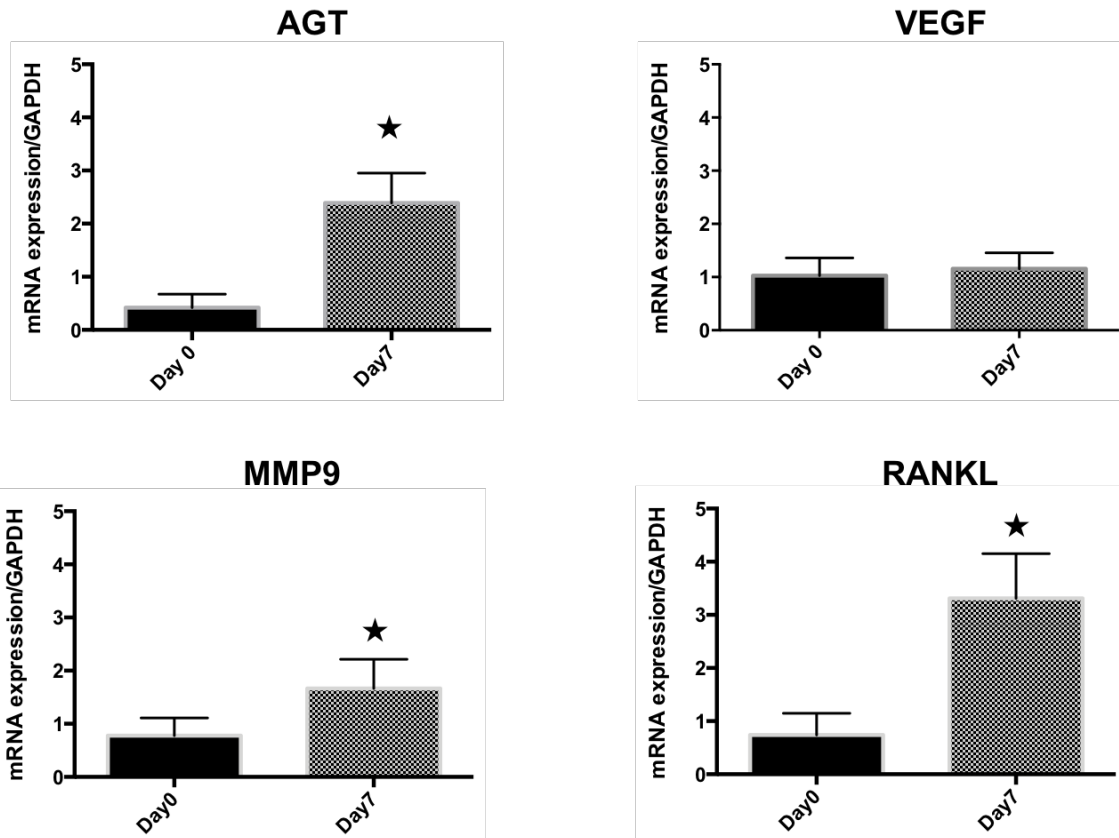 AGT
mRNA expression/GAPDH
5
4
3
2
1
0
Day 0
Day7
VEGF
mRNA expression/GAPDH
5
4
3
2
1
0
Day 0
Day7
MMP9
mRNA expression/GAPDH
5
4
3
2
1
0
Day0
Day7
RANKL
mRNA expression/GAPDH
5
4
3
2
1
0
Day0
Day7